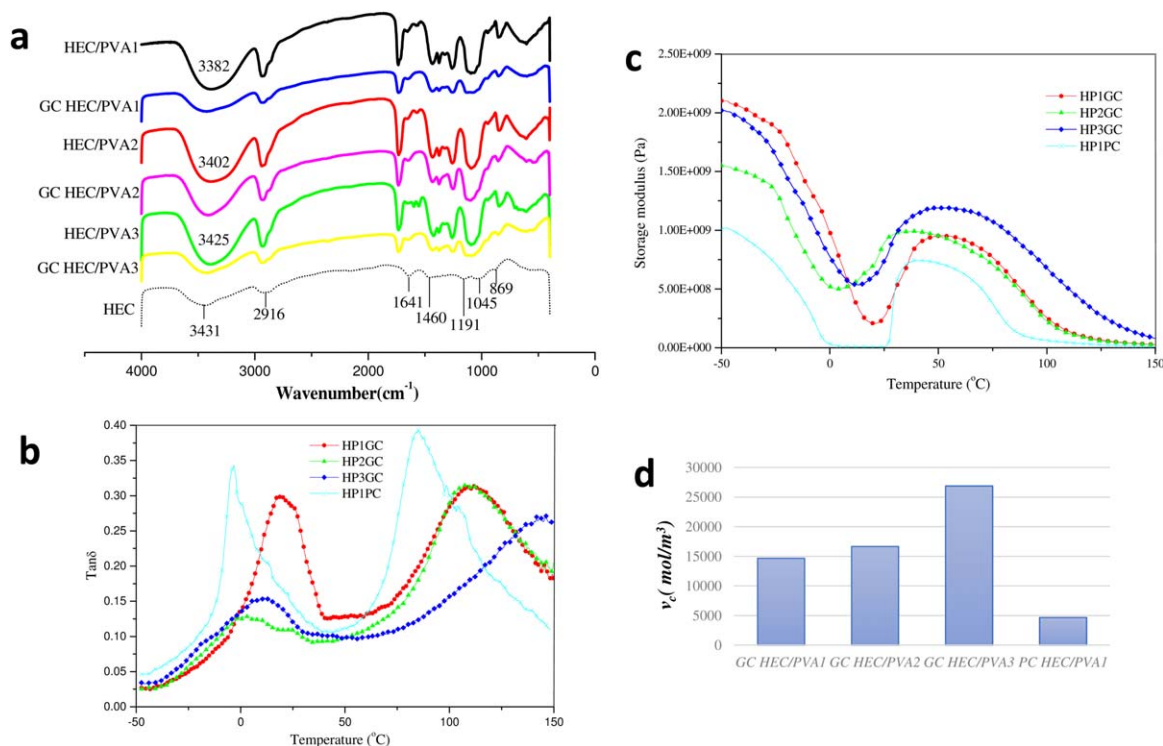 a
HEC/PVA1
3382
GC HEC/PVA1
HEC/PVA2
3402
GC HEC/PVA2
HEC/PVA3
3425
GC HEC/PVA3
HEC
3431
2916
1641
1460
1191
1045
869
4000 3000 2000 1000 0
Wavenumber(cm-1)
b
0.40
0.35
0.30
0.25
0.20
0.15
0.10
0.05
0.00
Tanδ
HP1GC
HP2GC
HP3GC
HP1PC
-50 0 50 100 150
Temperature (°C)
c
2.50E+009
2.00E+009
1.50E+009
1.00E+009
5.00E+008
0.00E+000
Storage modulus (Pa)
HP1GC
HP2GC
HP3GC
HP1PC
-50 0 50 100 150
Temperature (°C)
d
30000
25000
20000
15000
10000
5000
0
νc( mol/m³)
GC HEC/PVA1 GC HEC/PVA2 GC HEC/PVA3 PC HEC/PVA1